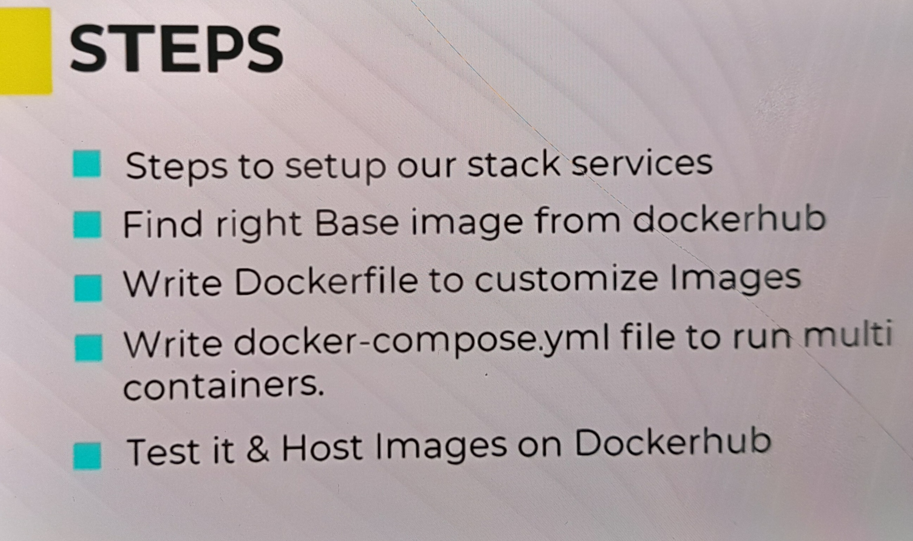 STEPS
Steps to setup our stack services
Find right Base image from dockerhub
Write Dockerfile to customize Images
Write docker-compose.yml file to run multi
containers.
Test it & Host Images on Dockerhub